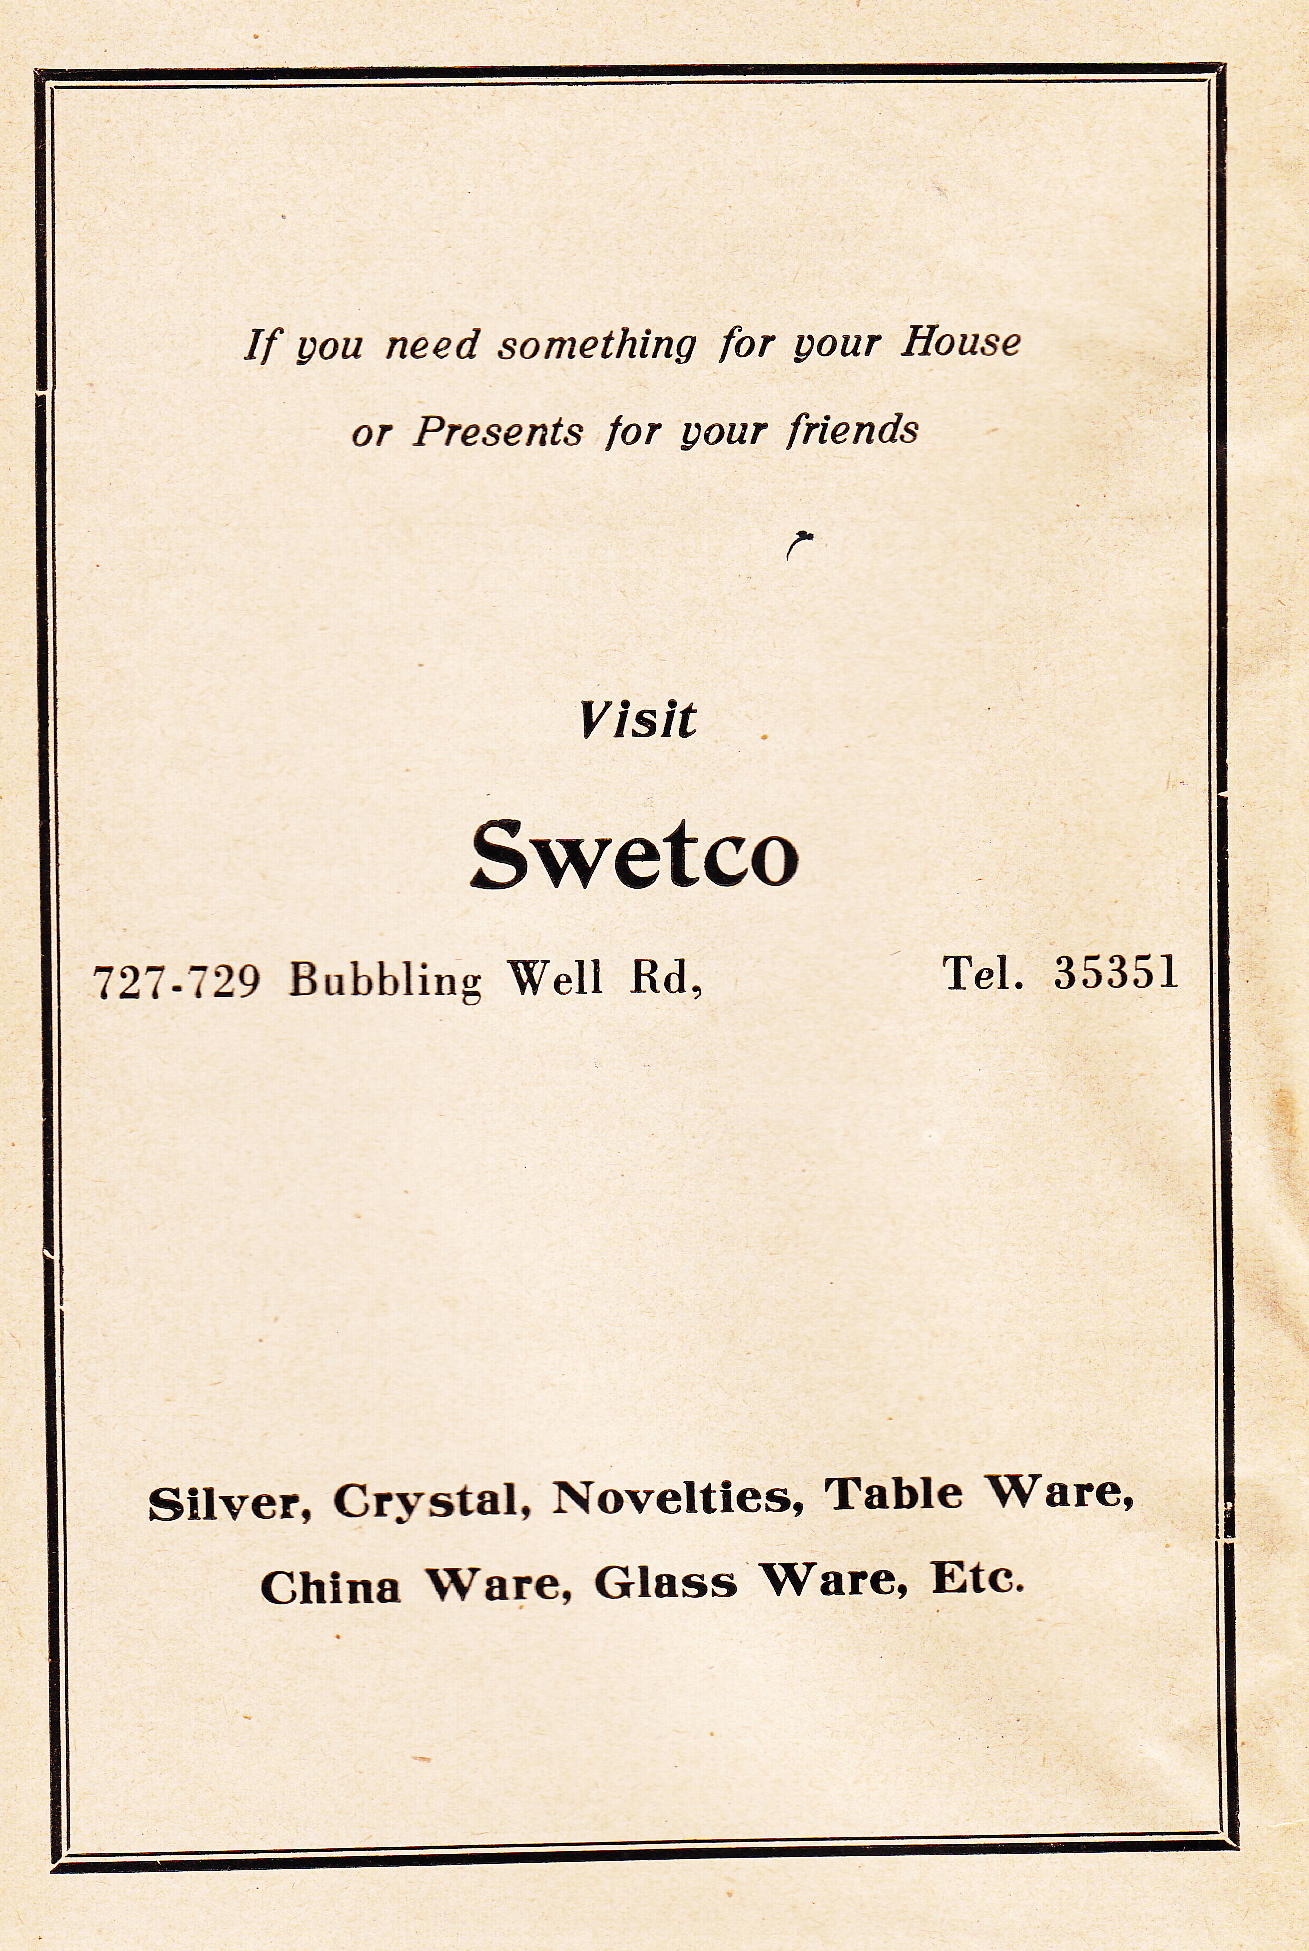 If you need something for your House
or Presents for your friends
Visit
Swetco
727-729 Bubbling Well Rd, Tel. 35351
Silver, Crystal, Novelties, Table Ware,
China Ware, Glass Ware, Etc.